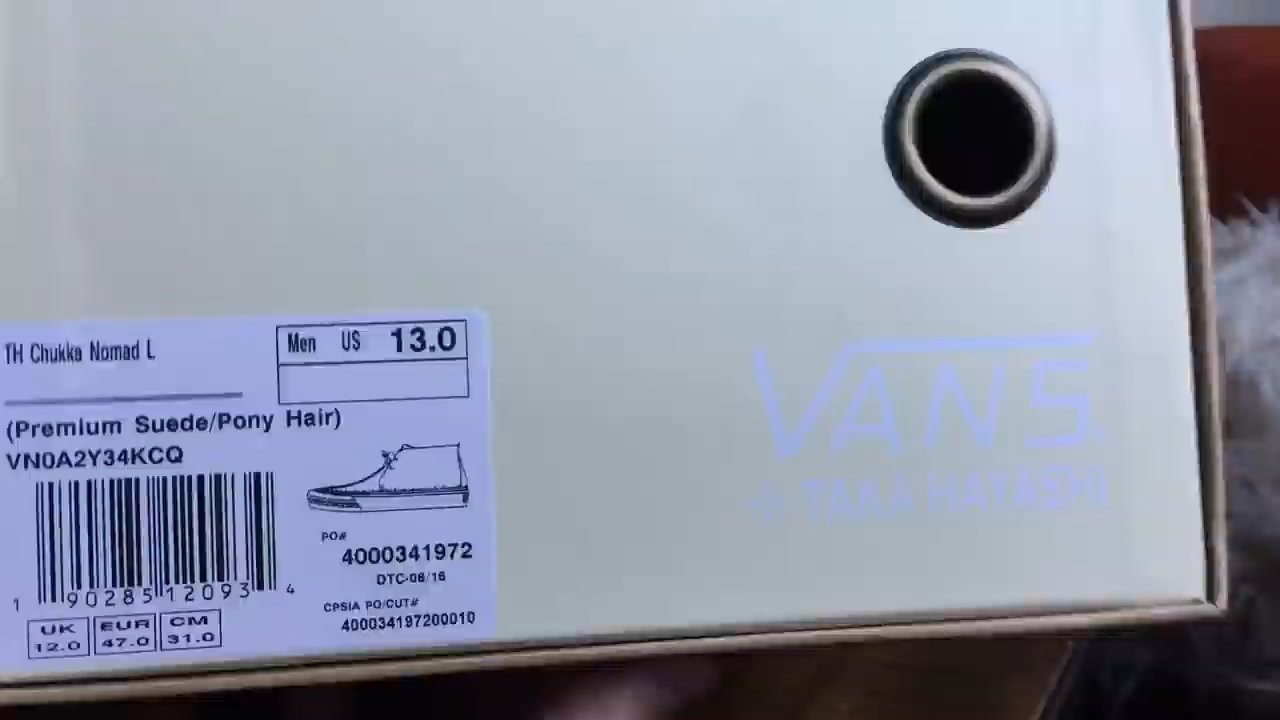 TH Chukka Nomad L
Men US 13.0
(Premium Suede/Pony Hair)
VN0A2Y34KCQ
PO#
4000341972
DTC-08/16
CPSIA PO/CUT#
400034197200010
1 90285 12093 4
UK 12.0
EUR 47.0
CM 31.0
VANS
TAKA HAYASHI